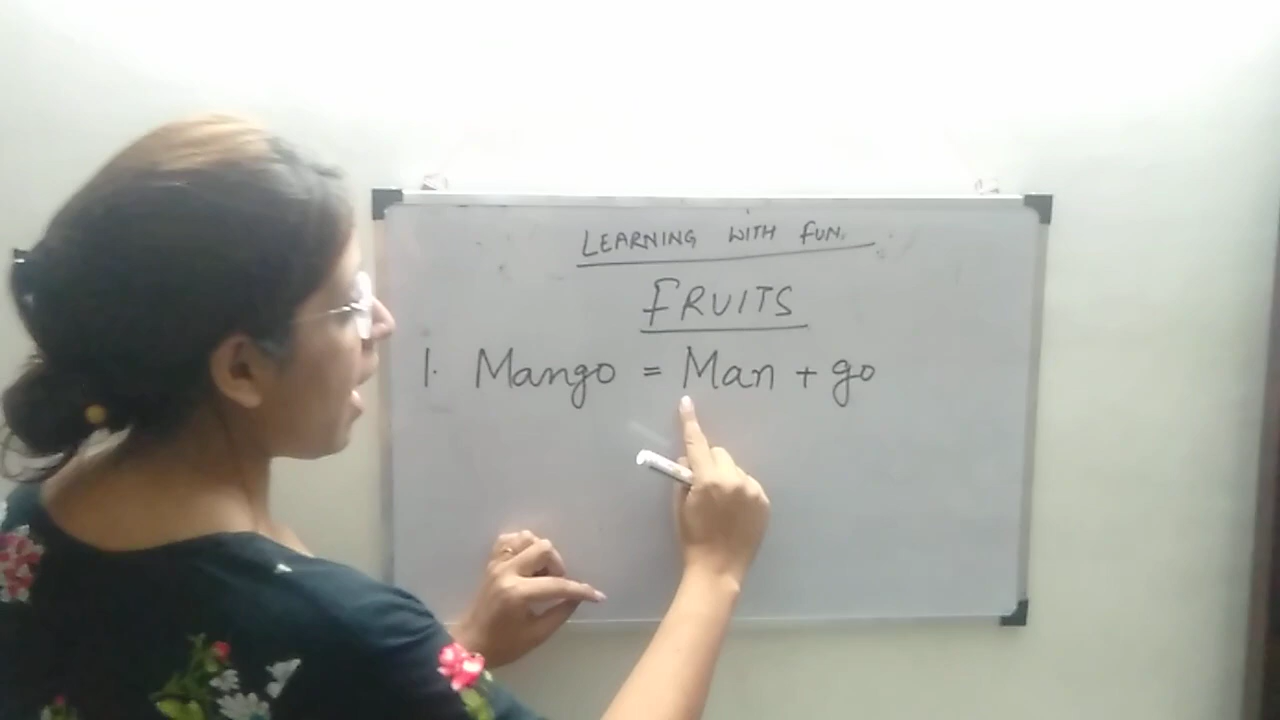 LEARNING WITH FUN.
FRUITS
1. Mango = Man + go